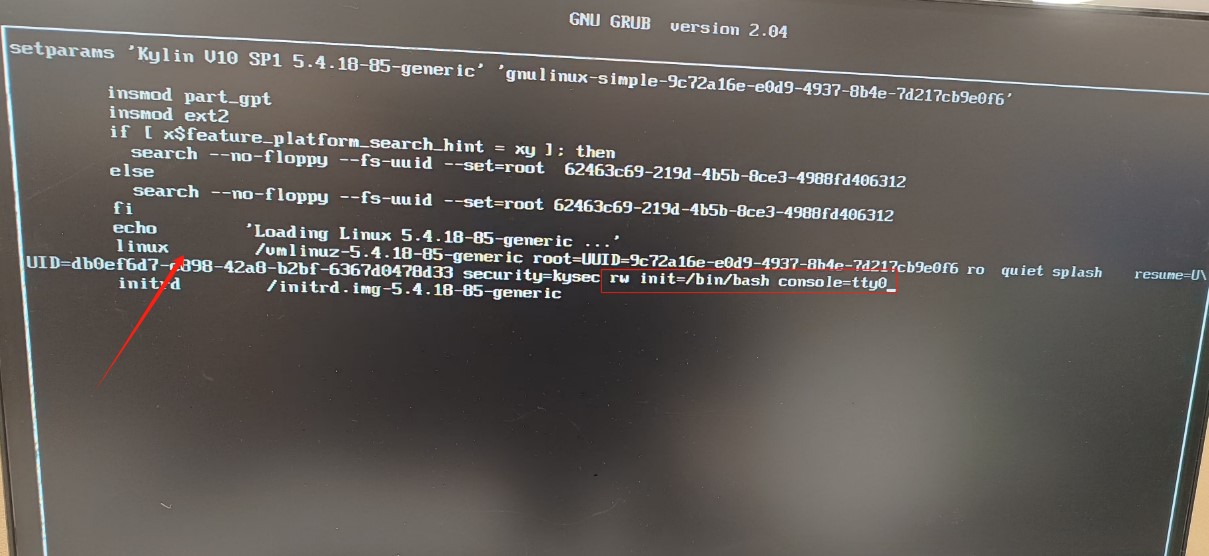 GNU GRUB version 2.04
setparams 'Kylin V10 SP1 5.4.18-85-generic' 'gnulinux-simple-9c72a16e-e0d9-4937-8b4e-7d217cb9e0f6'
insmod part_gpt
insmod ext2
if [ x$feature_platform_search_hint = xy ]; then
search --no-floppy --fs-uuid --set=root 62463c69-219d-4b5b-8ce3-4988fd406312
else
search --no-floppy --fs-uuid --set=root 62463c69-219d-4b5b-8ce3-4988fd406312
fi
echo 'Loading Linux 5.4.18-85-generic ...'
linux /vmlinuz-5.4.18-85-generic root=UUID=9c72a16e-e0d9-4937-8b4e-7d217cb9e0f6 ro quiet splash resume=U\
UID=db0ef6d7-d898-42a8-b2bf-6367d0478d33 security=kysec rw init=/bin/bash console=tty0_
initrd /initrd.img-5.4.18-85-generic